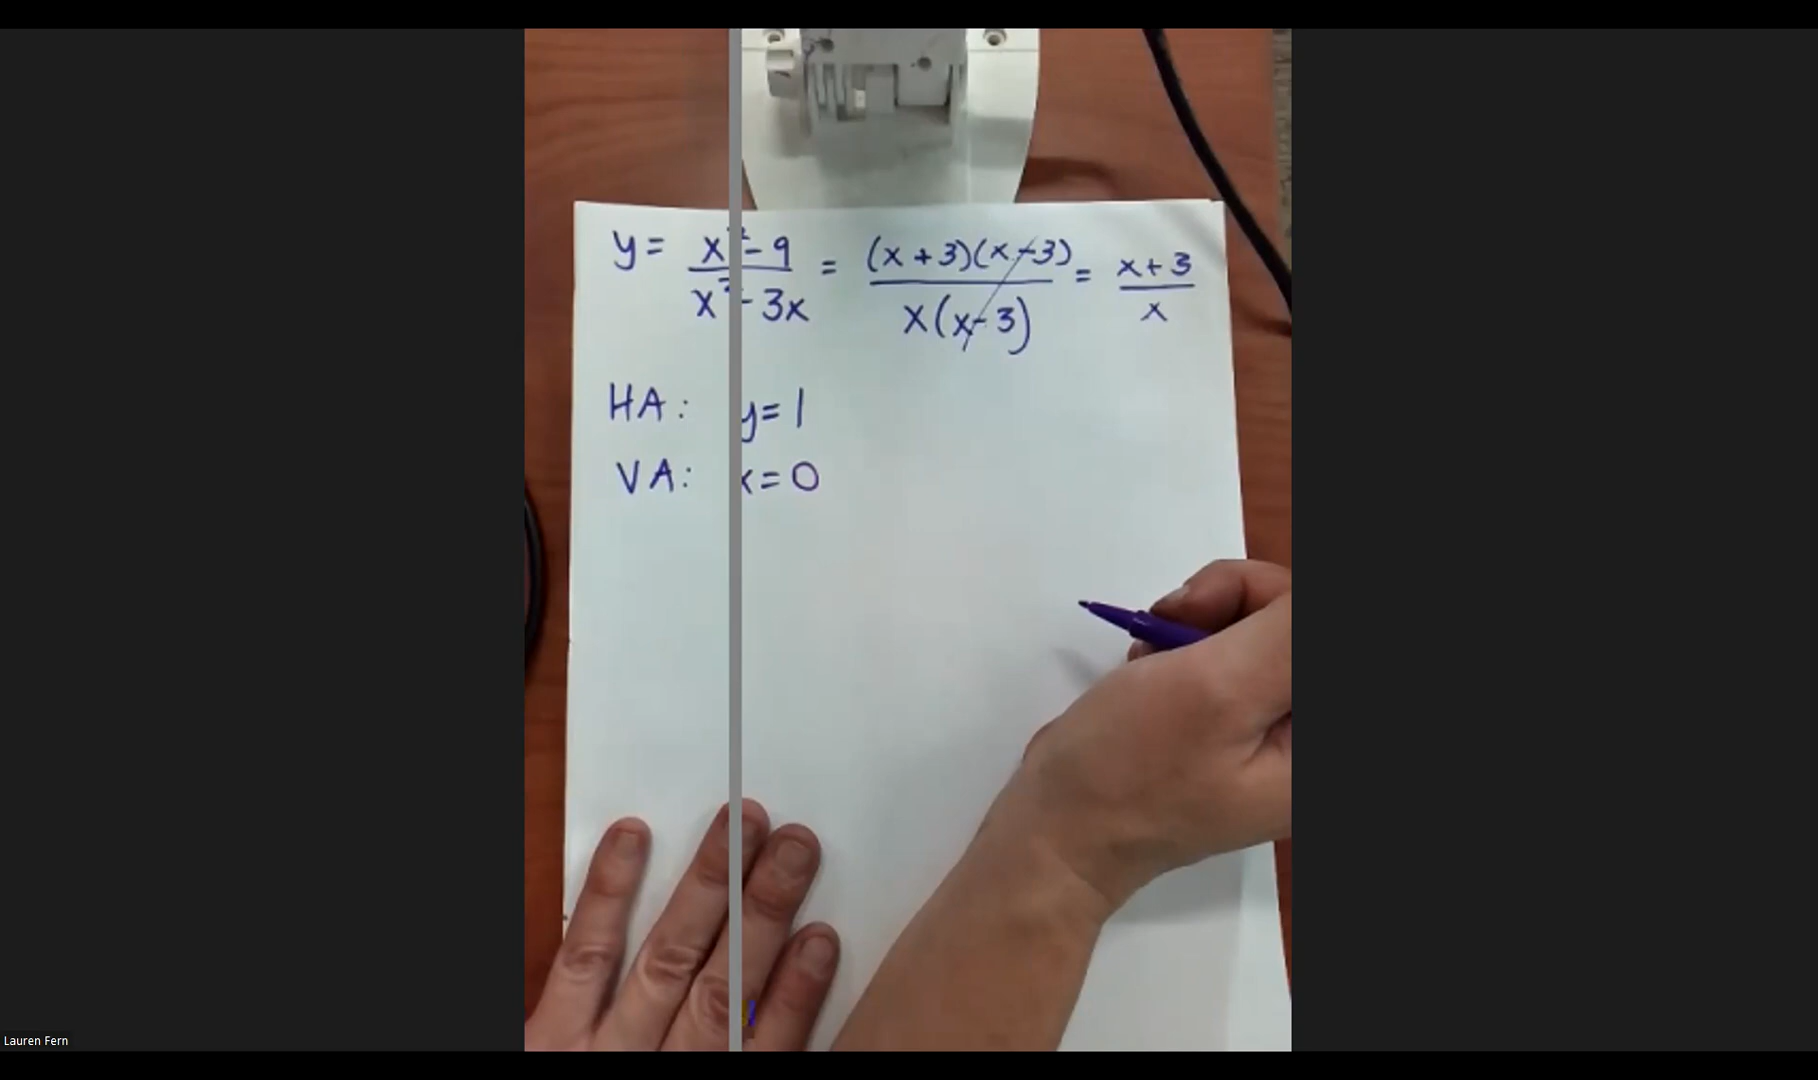 y = x²-9 / x²-3x = (x+3)(x-3) / x(x-3) = x+3 / x
HA: y=1
VA: x=0
Lauren Fern